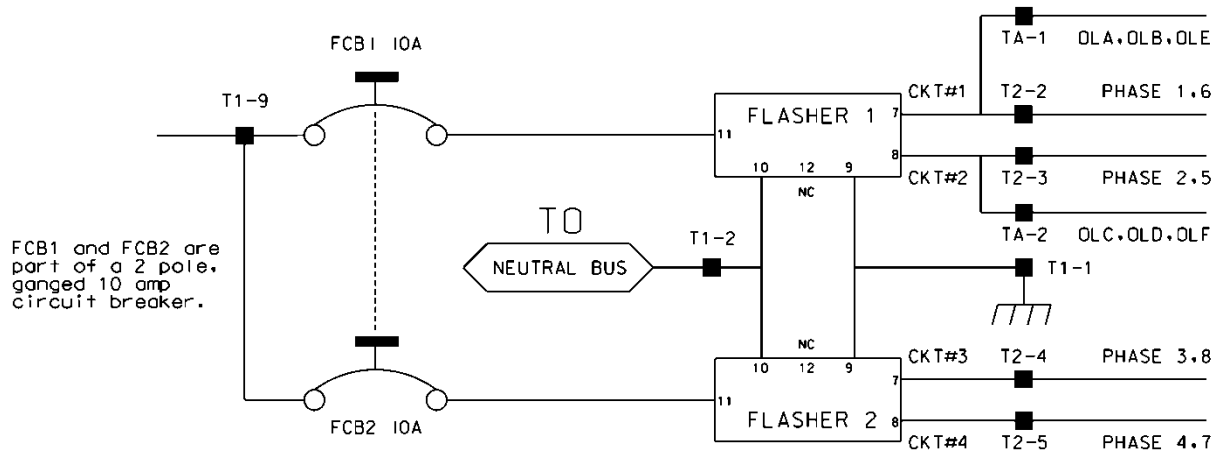 FCB1 10A
T1-9
FCB1 and FCB2 are
part of a 2 pole,
ganged 10 amp
circuit breaker.
FCB2 10A
TO
NEUTRAL BUS
T1-2
FLASHER 1
11
7
8
10 12 9
NC
CKT#1
CKT#2
TA-1 OLA,OLB,OLE
T2-2 PHASE 1,6
T2-3 PHASE 2,5
TA-2 OLC,OLD,OLF
T1-1
NC
10 12 9
11
7
8
FLASHER 2
CKT#3 T2-4 PHASE 3,8
CKT#4 T2-5 PHASE 4,7